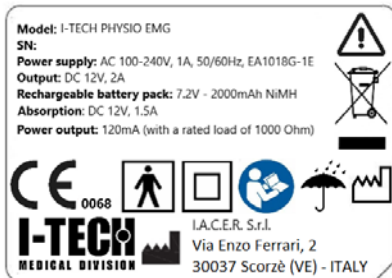 Model: I-TECH PHYSIO EMG
SN:
Power supply: AC 100-240V, 1A, 50/60Hz, EA1018G-1E
Output: DC 12V, 2A
Rechargeable battery pack: 7.2V - 2000mAh NiMH
Absorption: DC 12V, 1.5A
Power output: 120mA (with a rated load of 1000 Ohm)
CE 0068
I-TECH
MEDICAL DIVISION
I.A.C.E.R. S.r.l.
Via Enzo Ferrari, 2
30037 Scorzè (VE) - ITALY